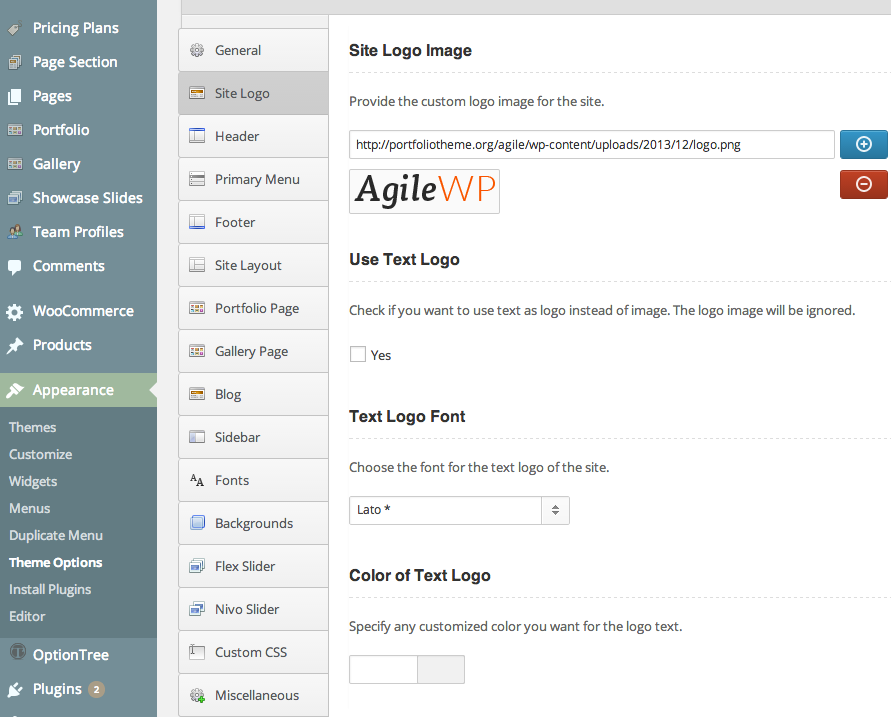 Pricing Plans
Page Section
Pages
Portfolio
Gallery
Showcase Slides
Team Profiles
Comments
WooCommerce
Products
Appearance
Themes
Customize
Widgets
Menus
Duplicate Menu
Theme Options
Install Plugins
Editor
OptionTree
Plugins 2
General
Site Logo
Header
Primary Menu
Footer
Site Layout
Portfolio Page
Gallery Page
Blog
Sidebar
Fonts
Backgrounds
Flex Slider
Nivo Slider
Custom CSS
Miscellaneous
Site Logo Image
Provide the custom logo image for the site.
http://portfoliotheme.org/agile/wp-content/uploads/2013/12/logo.png
AgileWP
Use Text Logo
Check if you want to use text as logo instead of image. The logo image will be ignored.
Yes
Text Logo Font
Choose the font for the text logo of the site.
Lato *
Color of Text Logo
Specify any customized color you want for the logo text.